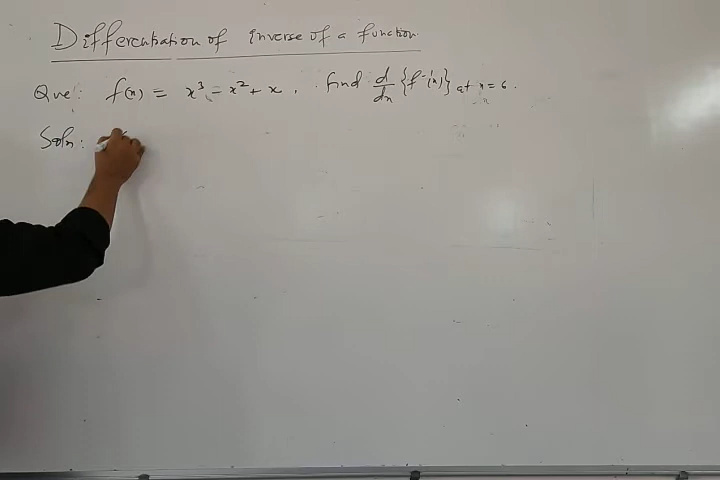 Differentiation of inverse of a function
Que: f(x) = x³ - x² + x, find d/dx {f⁻¹(x)} at x = 6.
Soln: